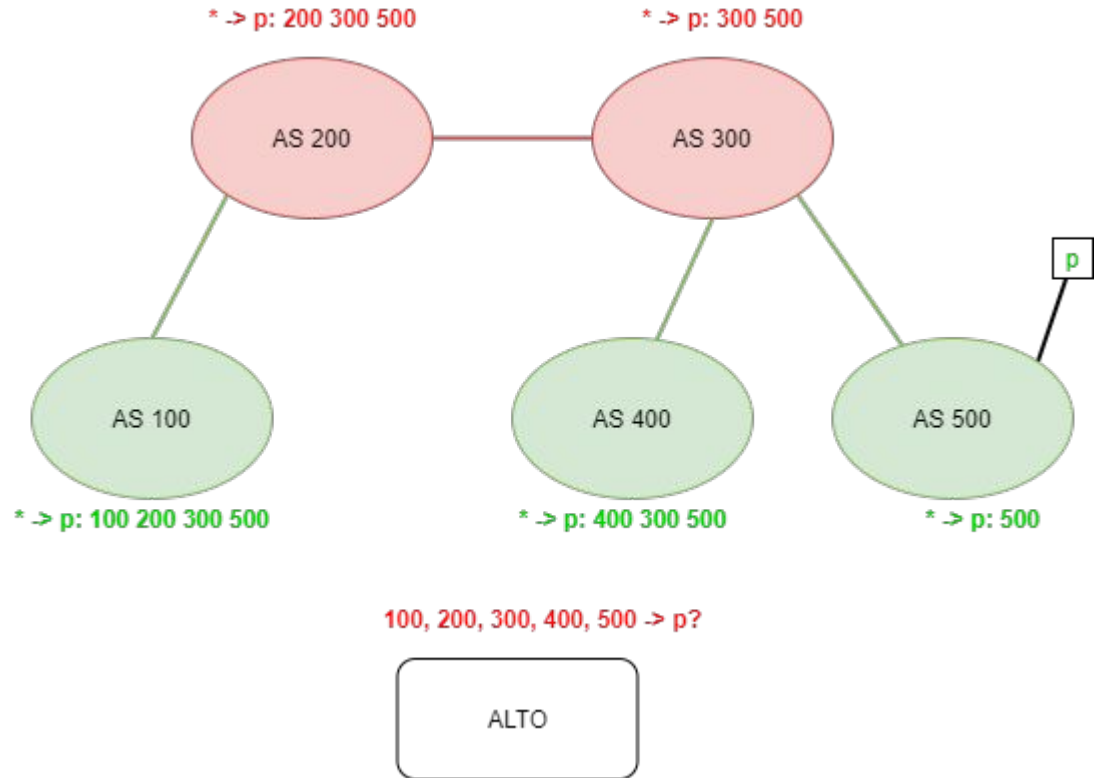 * -> p: 200 300 500
* -> p: 300 500
AS 200
AS 300
p
AS 100
AS 400
AS 500
* -> p: 100 200 300 500
* -> p: 400 300 500
* -> p: 500
100, 200, 300, 400, 500 -> p?
ALTO